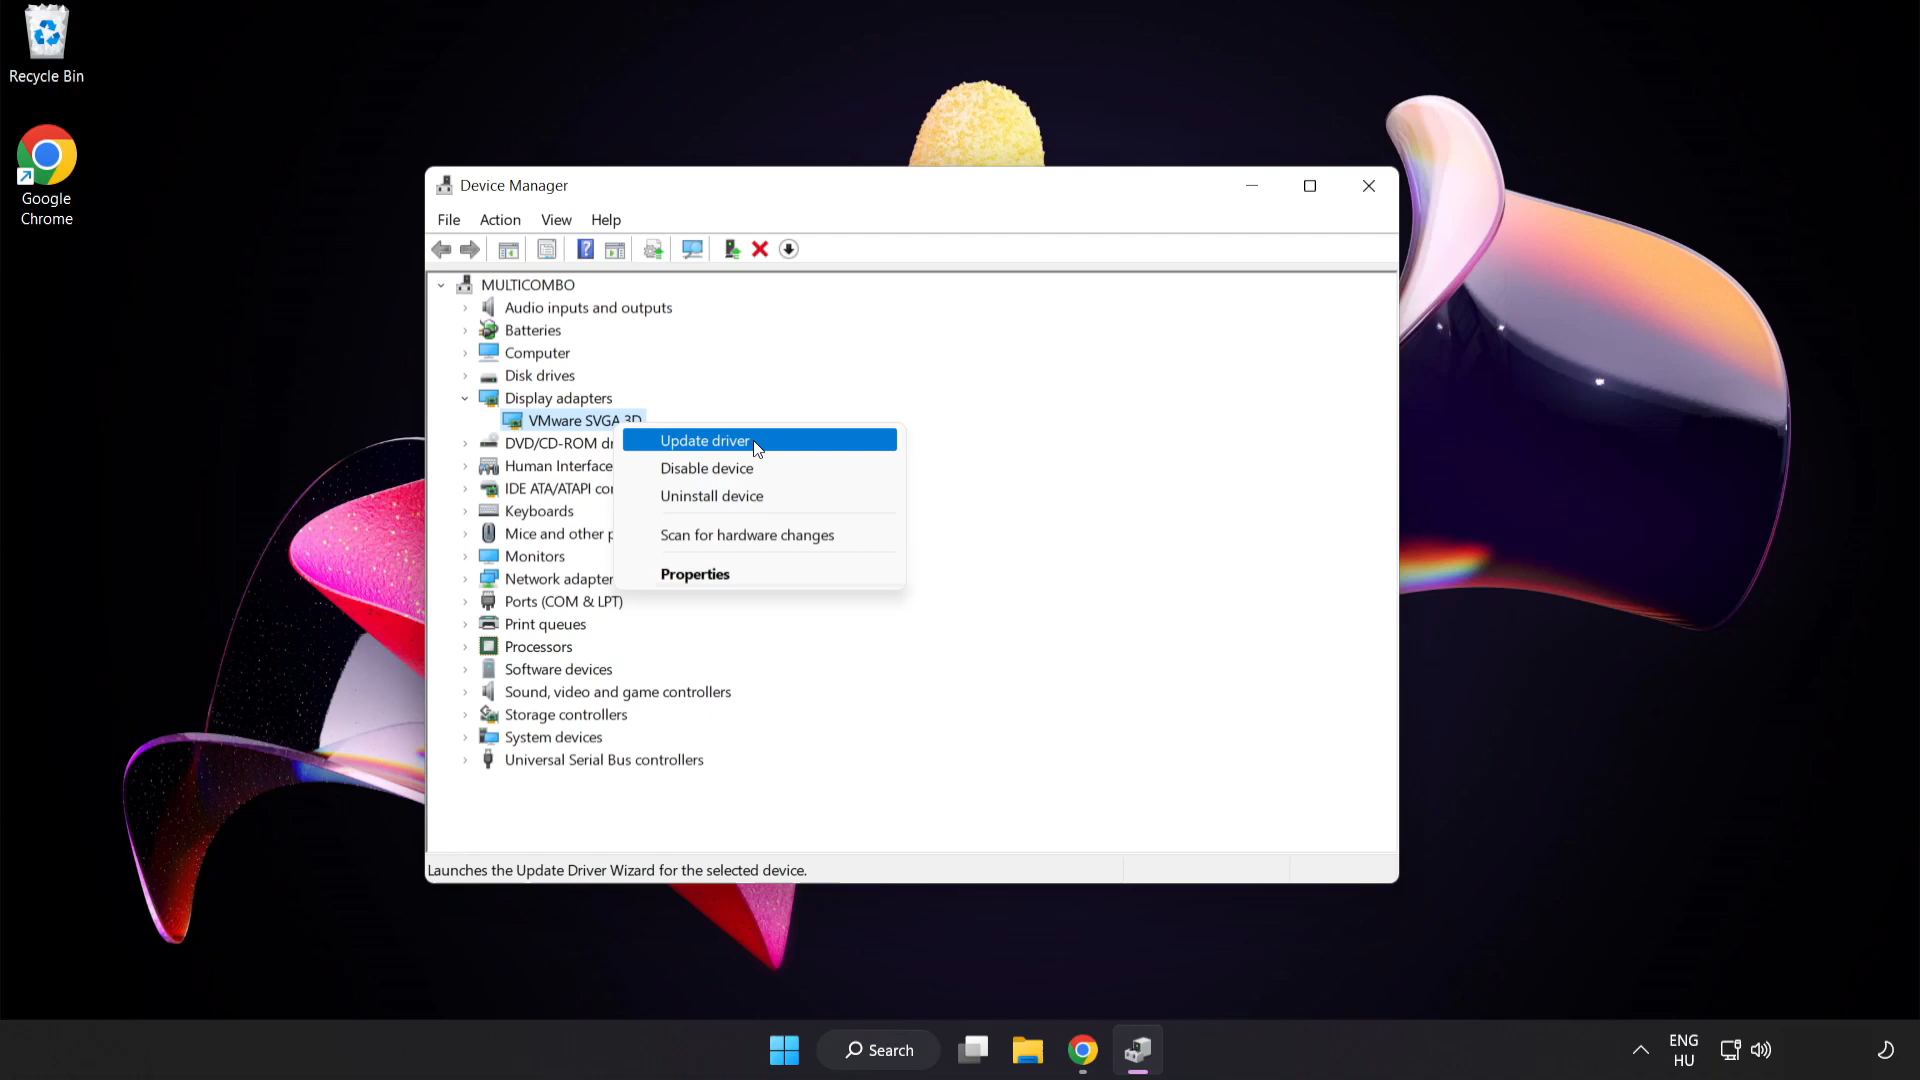 Recycle Bin
Google
Chrome
Device Manager
File Action View Help
MULTICOMBO
Audio inputs and outputs
Batteries
Computer
Disk drives
Display adapters
VMware SVGA 3D
Update driver
DVD/CD-ROM
Human Interface
Disable device
IDE ATA/ATAPI
Uninstall device
Keyboards
Mice and other
Scan for hardware changes
Monitors
Network
Properties
Ports (COM & LPT)
Print queues
Processors
Software devices
Sound, video and game controllers
Storage controllers
System devices
Universal Serial Bus controllers
Launches the Update Driver Wizard for the selected device.
Search
ENG
HU